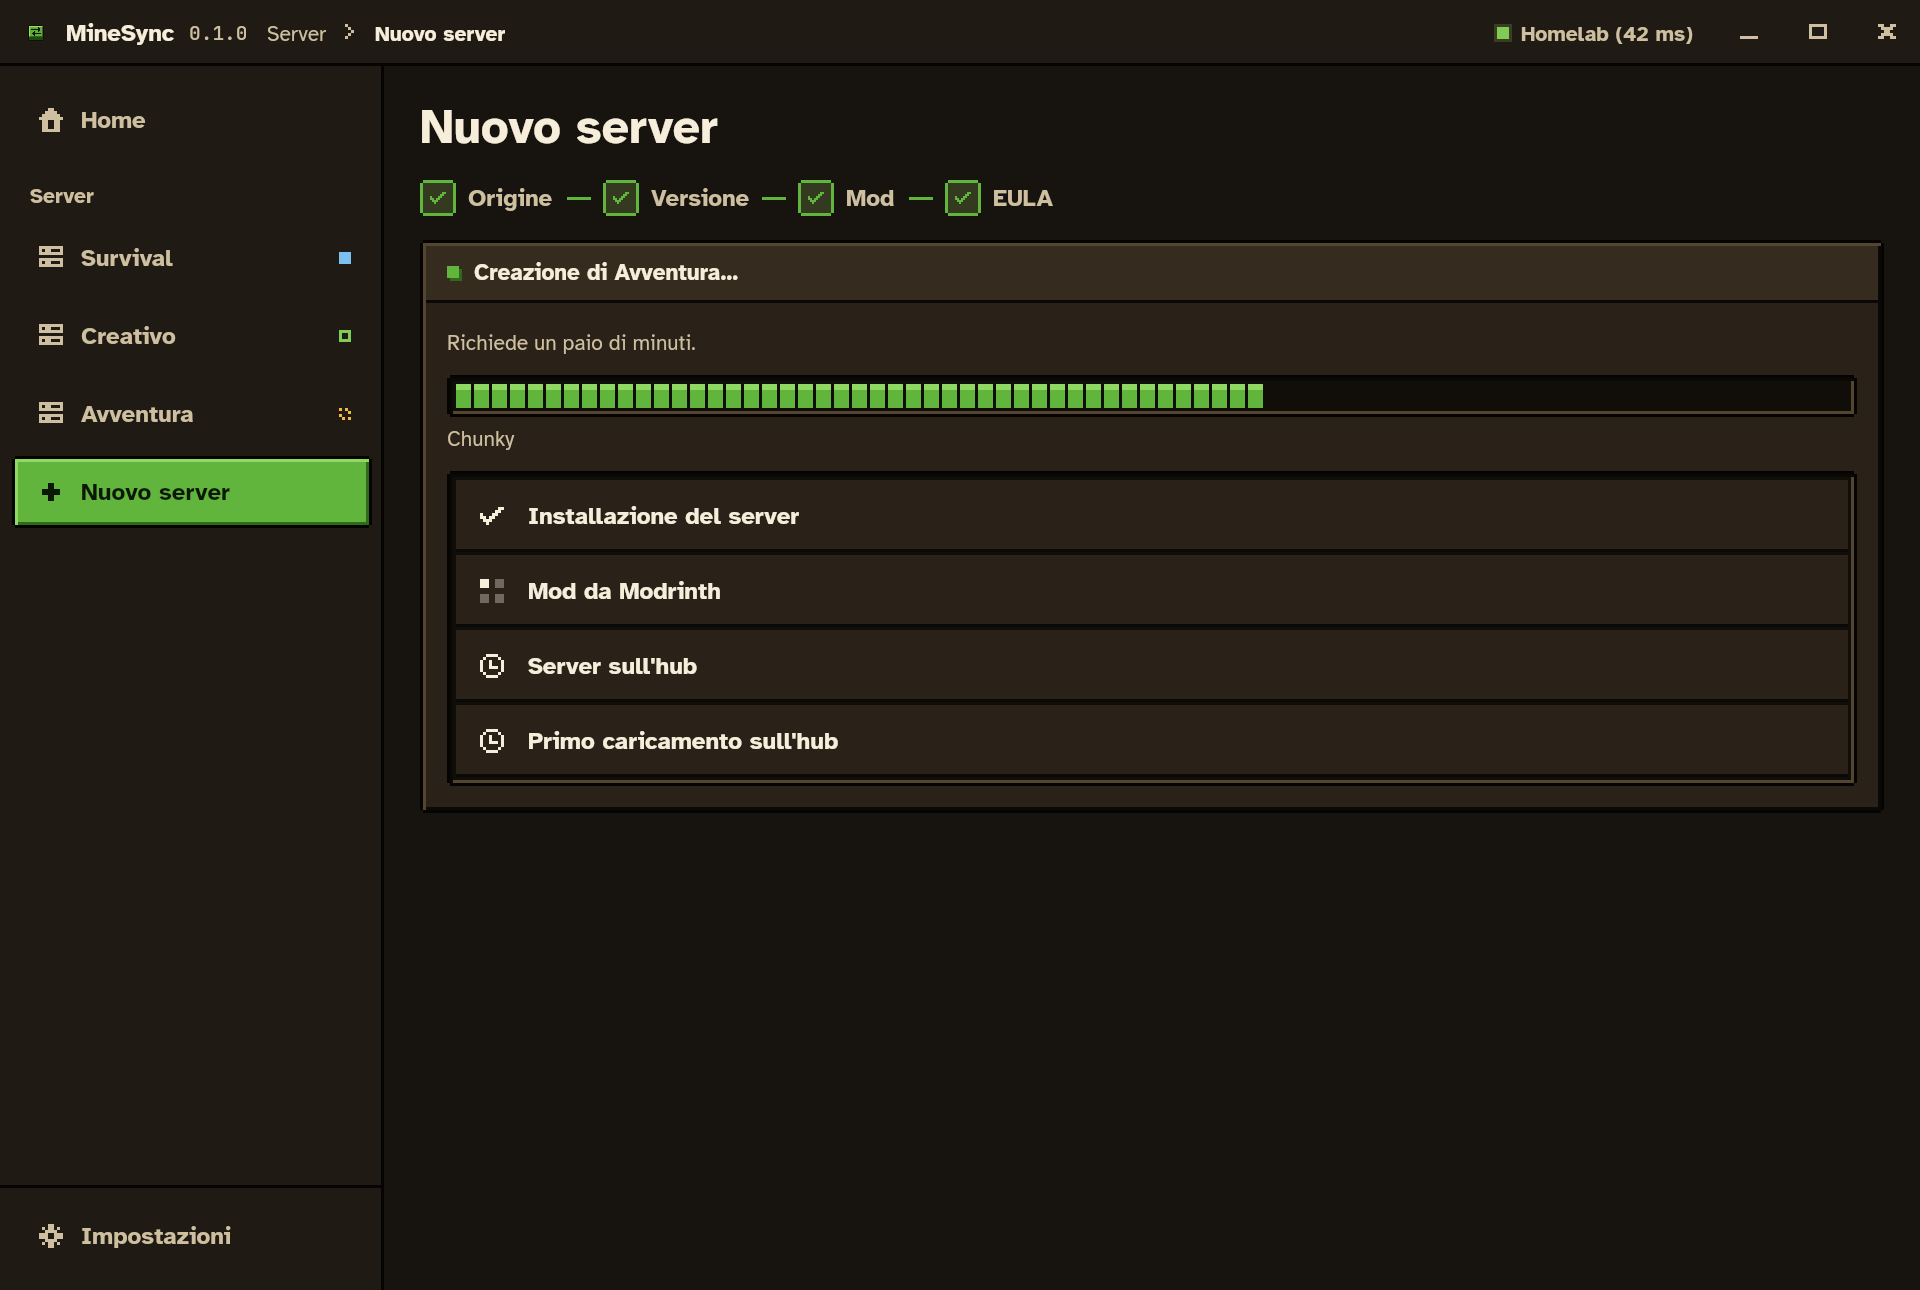 MineSync 0.1.0 Server Nuovo server
Homelab (42 ms)
Home
Server
Survival
Creativo
Avventura
Nuovo server
Impostazioni
Nuovo server
Origine
Versione
Mod
EULA
Creazione di Avventura...
Richiede un paio di minuti.
Chunky
Installazione del server
Mod da Modrinth
Server sull'hub
Primo caricamento sull'hub